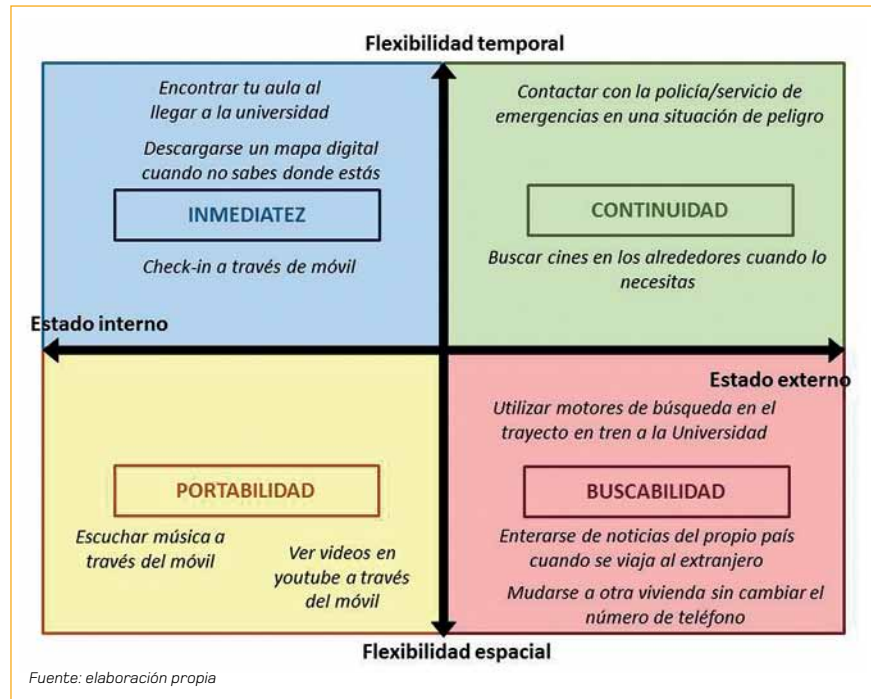 Flexibilidad temporal
Encontrar tu aula al
llegar a la universidad
Descargarse un mapa digital
cuando no sabes donde estás
INMEDIATEZ
Check-in a través de móvil
Contactar con la policía/servicio de
emergencias en una situación de peligro
CONTINUIDAD
Buscar cines en los alrededores cuando lo
necesitas
Estado interno
Estado externo
PORTABILIDAD
Escuchar música a
través del móvil
Ver videos en
youtube a través
del móvil
Utilizar motores de búsqueda en el
trayecto en tren a la Universidad
BUSCABILIDAD
Enterarse de noticias del propio país
cuando se viaja al extranjero
Mudarse a otra vivienda sin cambiar el
número de teléfono
Flexibilidad espacial
Fuente: elaboración propia